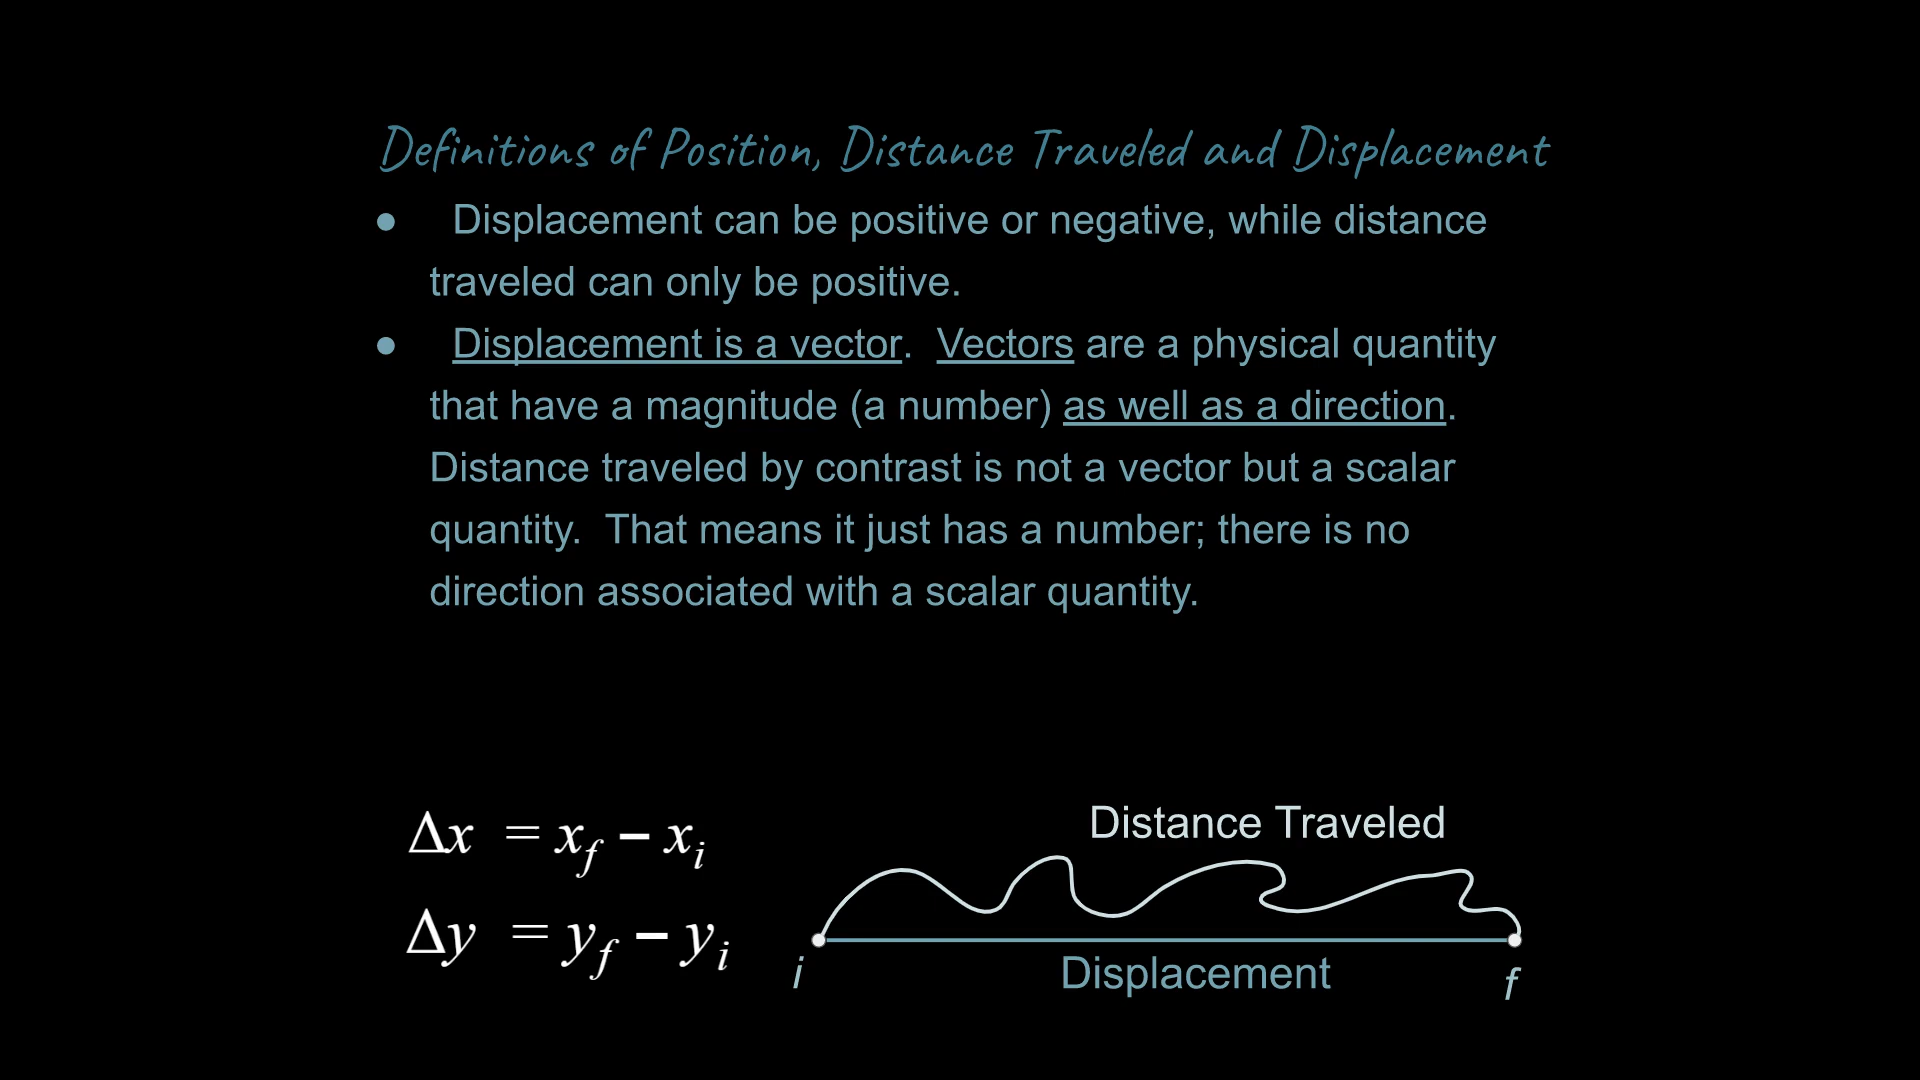 Definitions of Position, Distance Traveled and Displacement
● Displacement can be positive or negative, while distance
traveled can only be positive.
● Displacement is a vector. Vectors are a physical quantity
that have a magnitude (a number) as well as a direction.
Distance traveled by contrast is not a vector but a scalar
quantity. That means it just has a number; there is no
direction associated with a scalar quantity.
Δx = x_f − x_i
Δy = y_f − y_i
Distance Traveled
Displacement
i
f